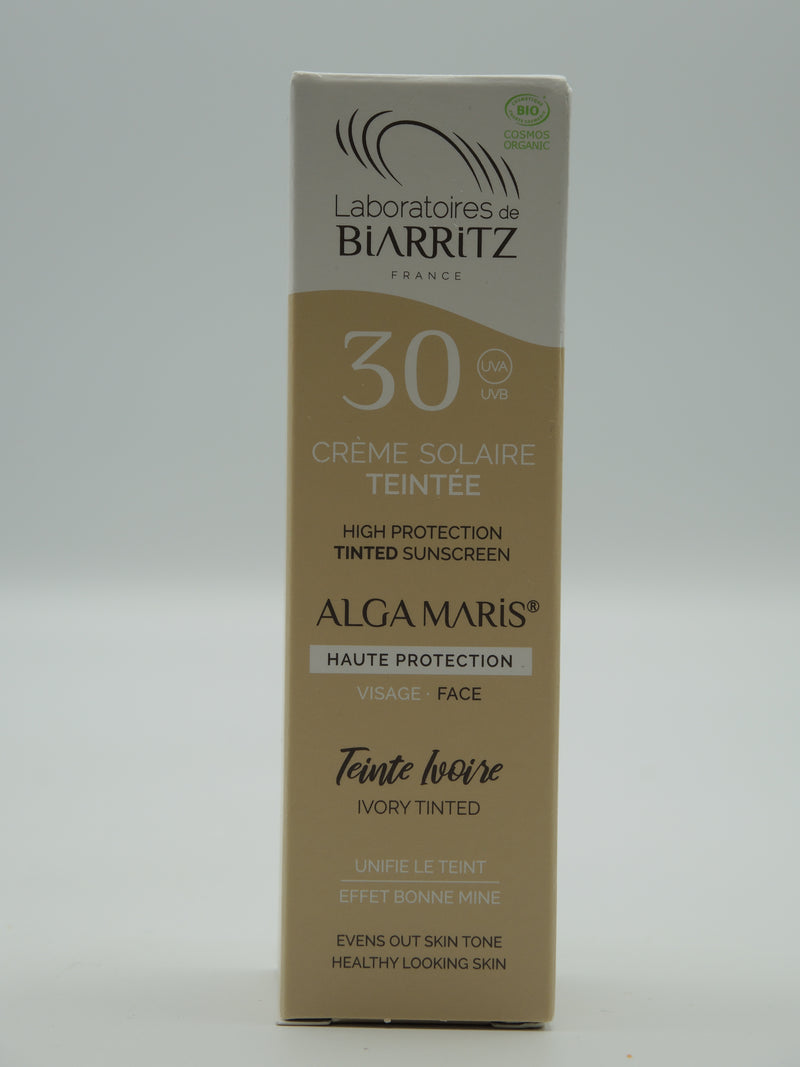 BIO
COSMOS
ORGANIC
Laboratoires de
BiARRiTZ
FRANCE
30 UVA
UVB
CRÈME SOLAIRE
TEINTÉE
HIGH PROTECTION
TINTED SUNSCREEN
ALGA MARiS®
HAUTE PROTECTION
VISAGE · FACE
Teinte Ivoire
IVORY TINTED
UNIFIE LE TEINT
EFFET BONNE MINE
EVENS OUT SKIN TONE
HEALTHY LOOKING SKIN